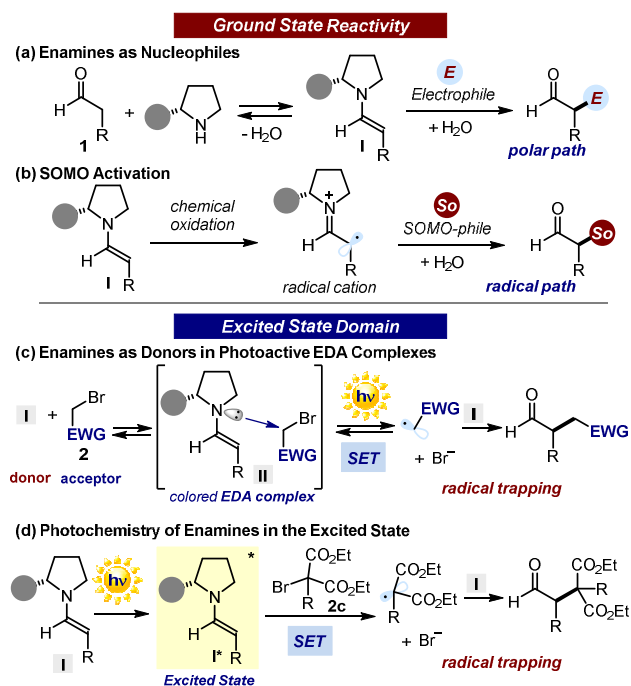 Ground State Reactivity
(a) Enamines as Nucleophiles
O
H
R
1
+
N
H
- H2O
N
H
R
I
E
Electrophile
+ H2O
O
H
E
R
polar path
(b) SOMO Activation
N
H
R
I
chemical
oxidation
+
N
H
R
radical cation
So
SOMO-phile
+ H2O
O
H
So
R
radical path
Excited State Domain
(c) Enamines as Donors in Photoactive EDA Complexes
I + Br
EWG
2
donor acceptor
N
H
R
Br
EWG
II
colored EDA complex
hν
SET
EWG
+ Br–
I
O
H
EWG
R
radical trapping
(d) Photochemistry of Enamines in the Excited State
N
H
R
I
hν
*
N
H
R
I*
Excited State
CO2Et
Br CO2Et
R 2c
SET
CO2Et
CO2Et
R
+ Br–
I
O
H
CO2Et
R
CO2Et
R
radical trapping